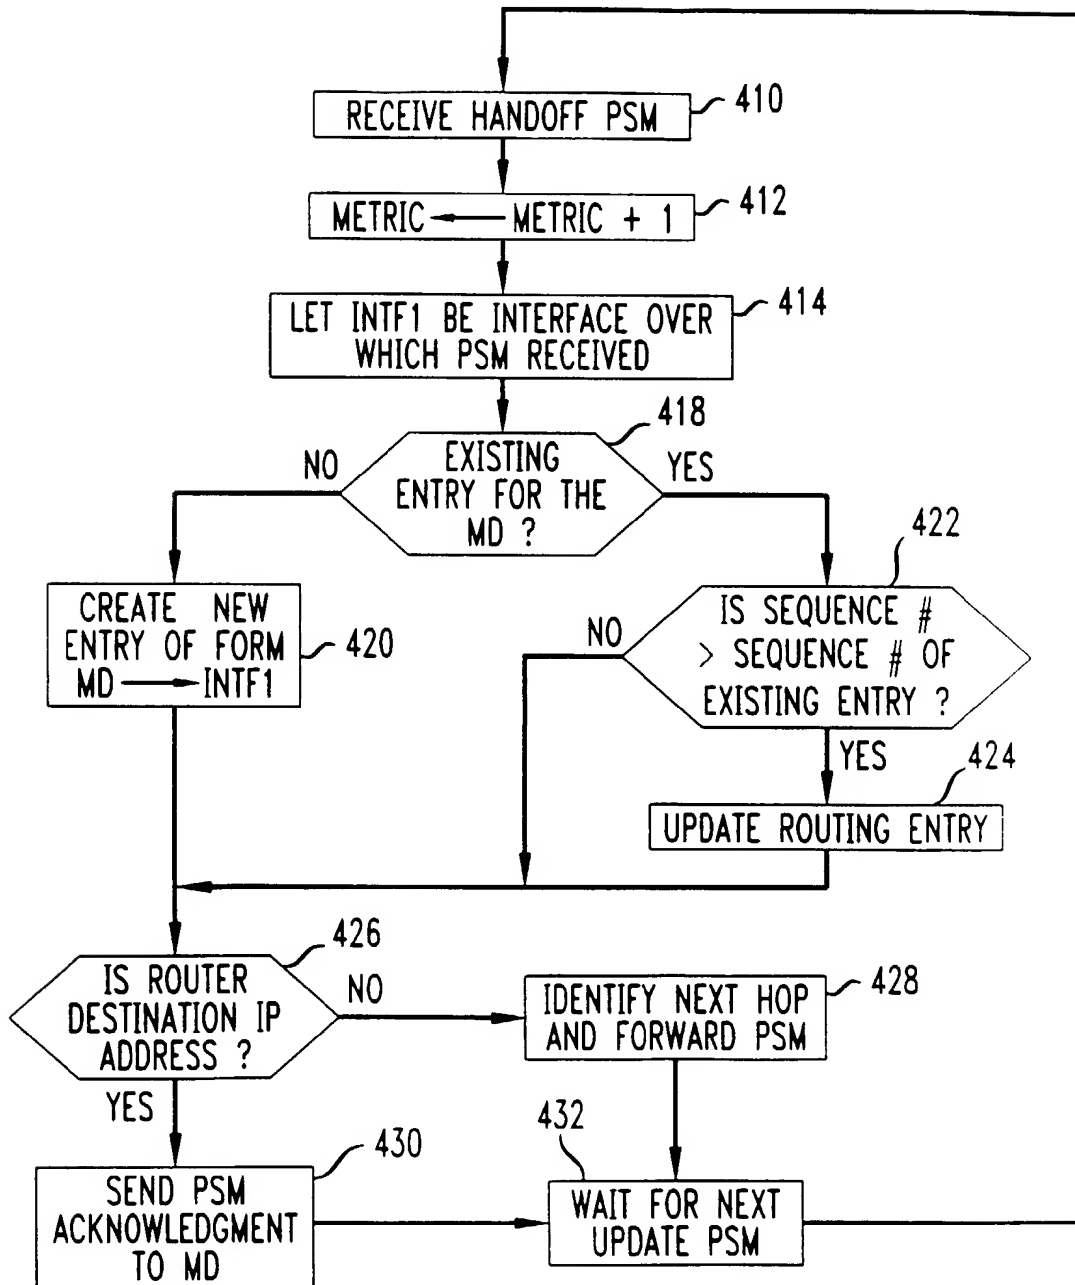 RECEIVE HANDOFF PSM
410
METRIC ← METRIC + 1
412
LET INTF1 BE INTERFACE OVER
WHICH PSM RECEIVED
414
418
EXISTING
ENTRY FOR THE
MD ?
NO
YES
CREATE NEW
ENTRY OF FORM
MD → INTF1
420
422
IS SEQUENCE #
> SEQUENCE # OF
EXISTING ENTRY ?
NO
YES
424
UPDATE ROUTING ENTRY
426
IS ROUTER
DESTINATION IP
ADDRESS ?
NO
YES
IDENTIFY NEXT HOP
AND FORWARD PSM
428
430
SEND PSM
ACKNOWLEDGMENT
TO MD
432
WAIT FOR NEXT
UPDATE PSM